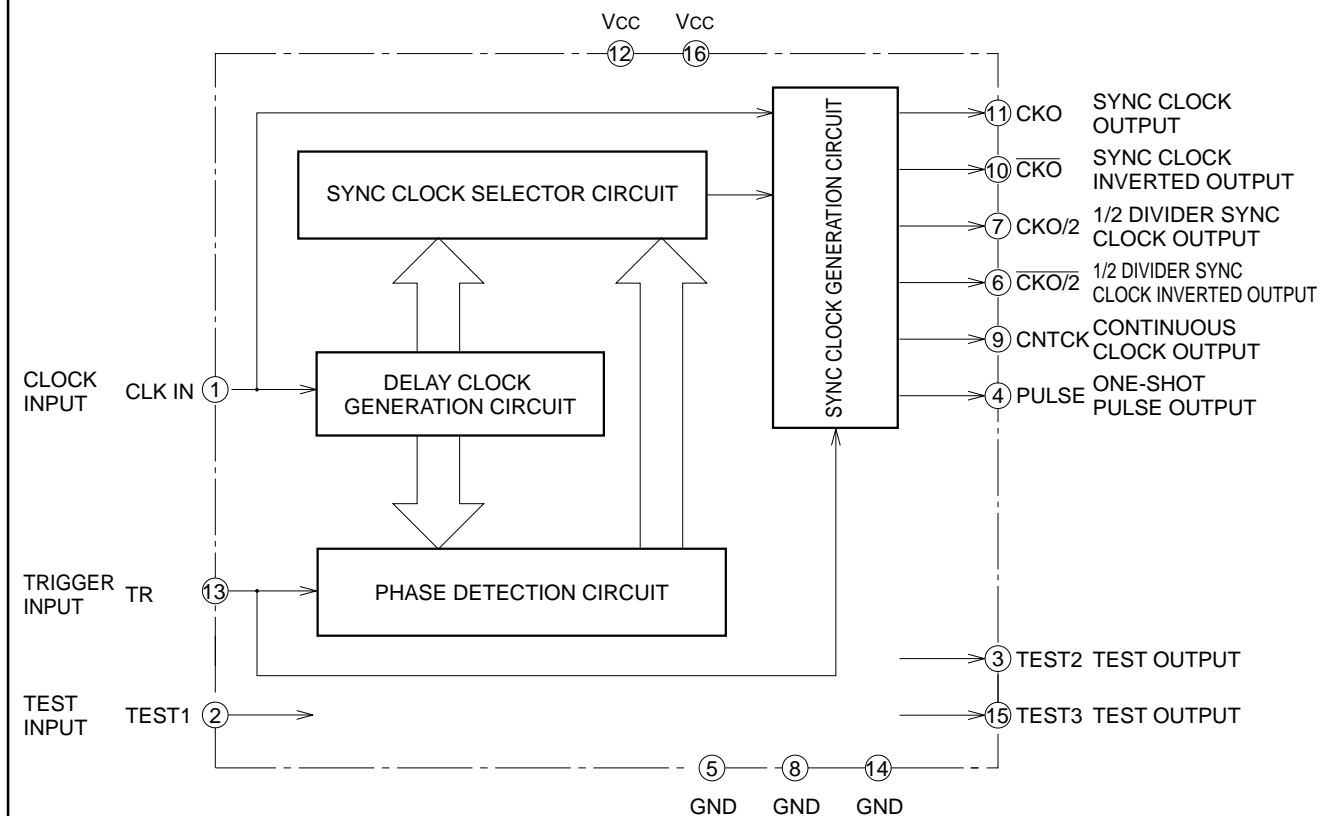 Vcc Vcc
12 16
SYNC CLOCK GENERATION CIRCUIT
11 CKO SYNC CLOCK
OUTPUT
10 C̅K̅O̅ SYNC CLOCK
INVERTED OUTPUT
SYNC CLOCK SELECTOR CIRCUIT
7 CKO/2 1/2 DIVIDER SYNC
CLOCK OUTPUT
6 C̅K̅O̅/̅2̅ 1/2 DIVIDER SYNC
CLOCK INVERTED OUTPUT
9 CNTCK CONTINUOUS
CLOCK OUTPUT
CLOCK
INPUT
CLK IN 1
DELAY CLOCK
GENERATION CIRCUIT
4 PULSE ONE-SHOT
PULSE OUTPUT
TRIGGER
INPUT
TR 13
PHASE DETECTION CIRCUIT
3 TEST2 TEST OUTPUT
TEST
INPUT
TEST1 2
15 TEST3 TEST OUTPUT
5 8 14
GND GND GND